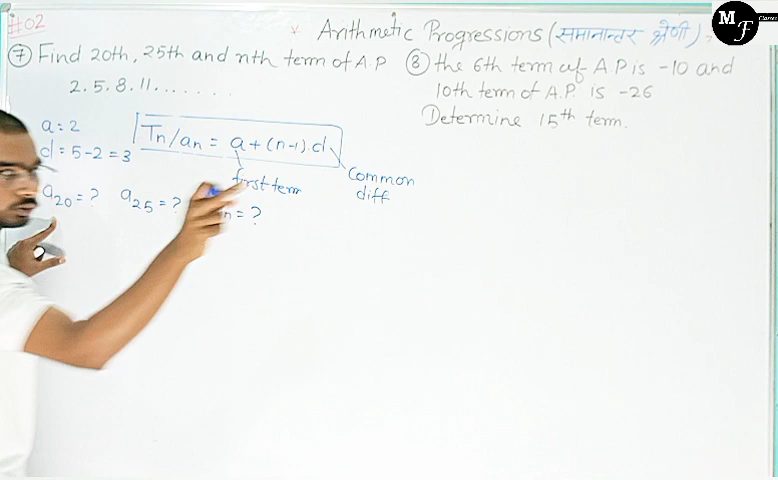 #02
Arithmetic Progressions (समानान्तर श्रेणी) :-
M F Classes
⑦ Find 20th, 25th and nth term of A.P
2. 5. 8. 11. . . . . . .
⑧ the 6th term of A.P is -10 and
10th term of A.P. is -26
Determine 15th term.
a = 2
d = 5-2 = 3
Tn/an = a + (n-1).d
first term
Common
diff
a20 = ? a25 = ? n = ?